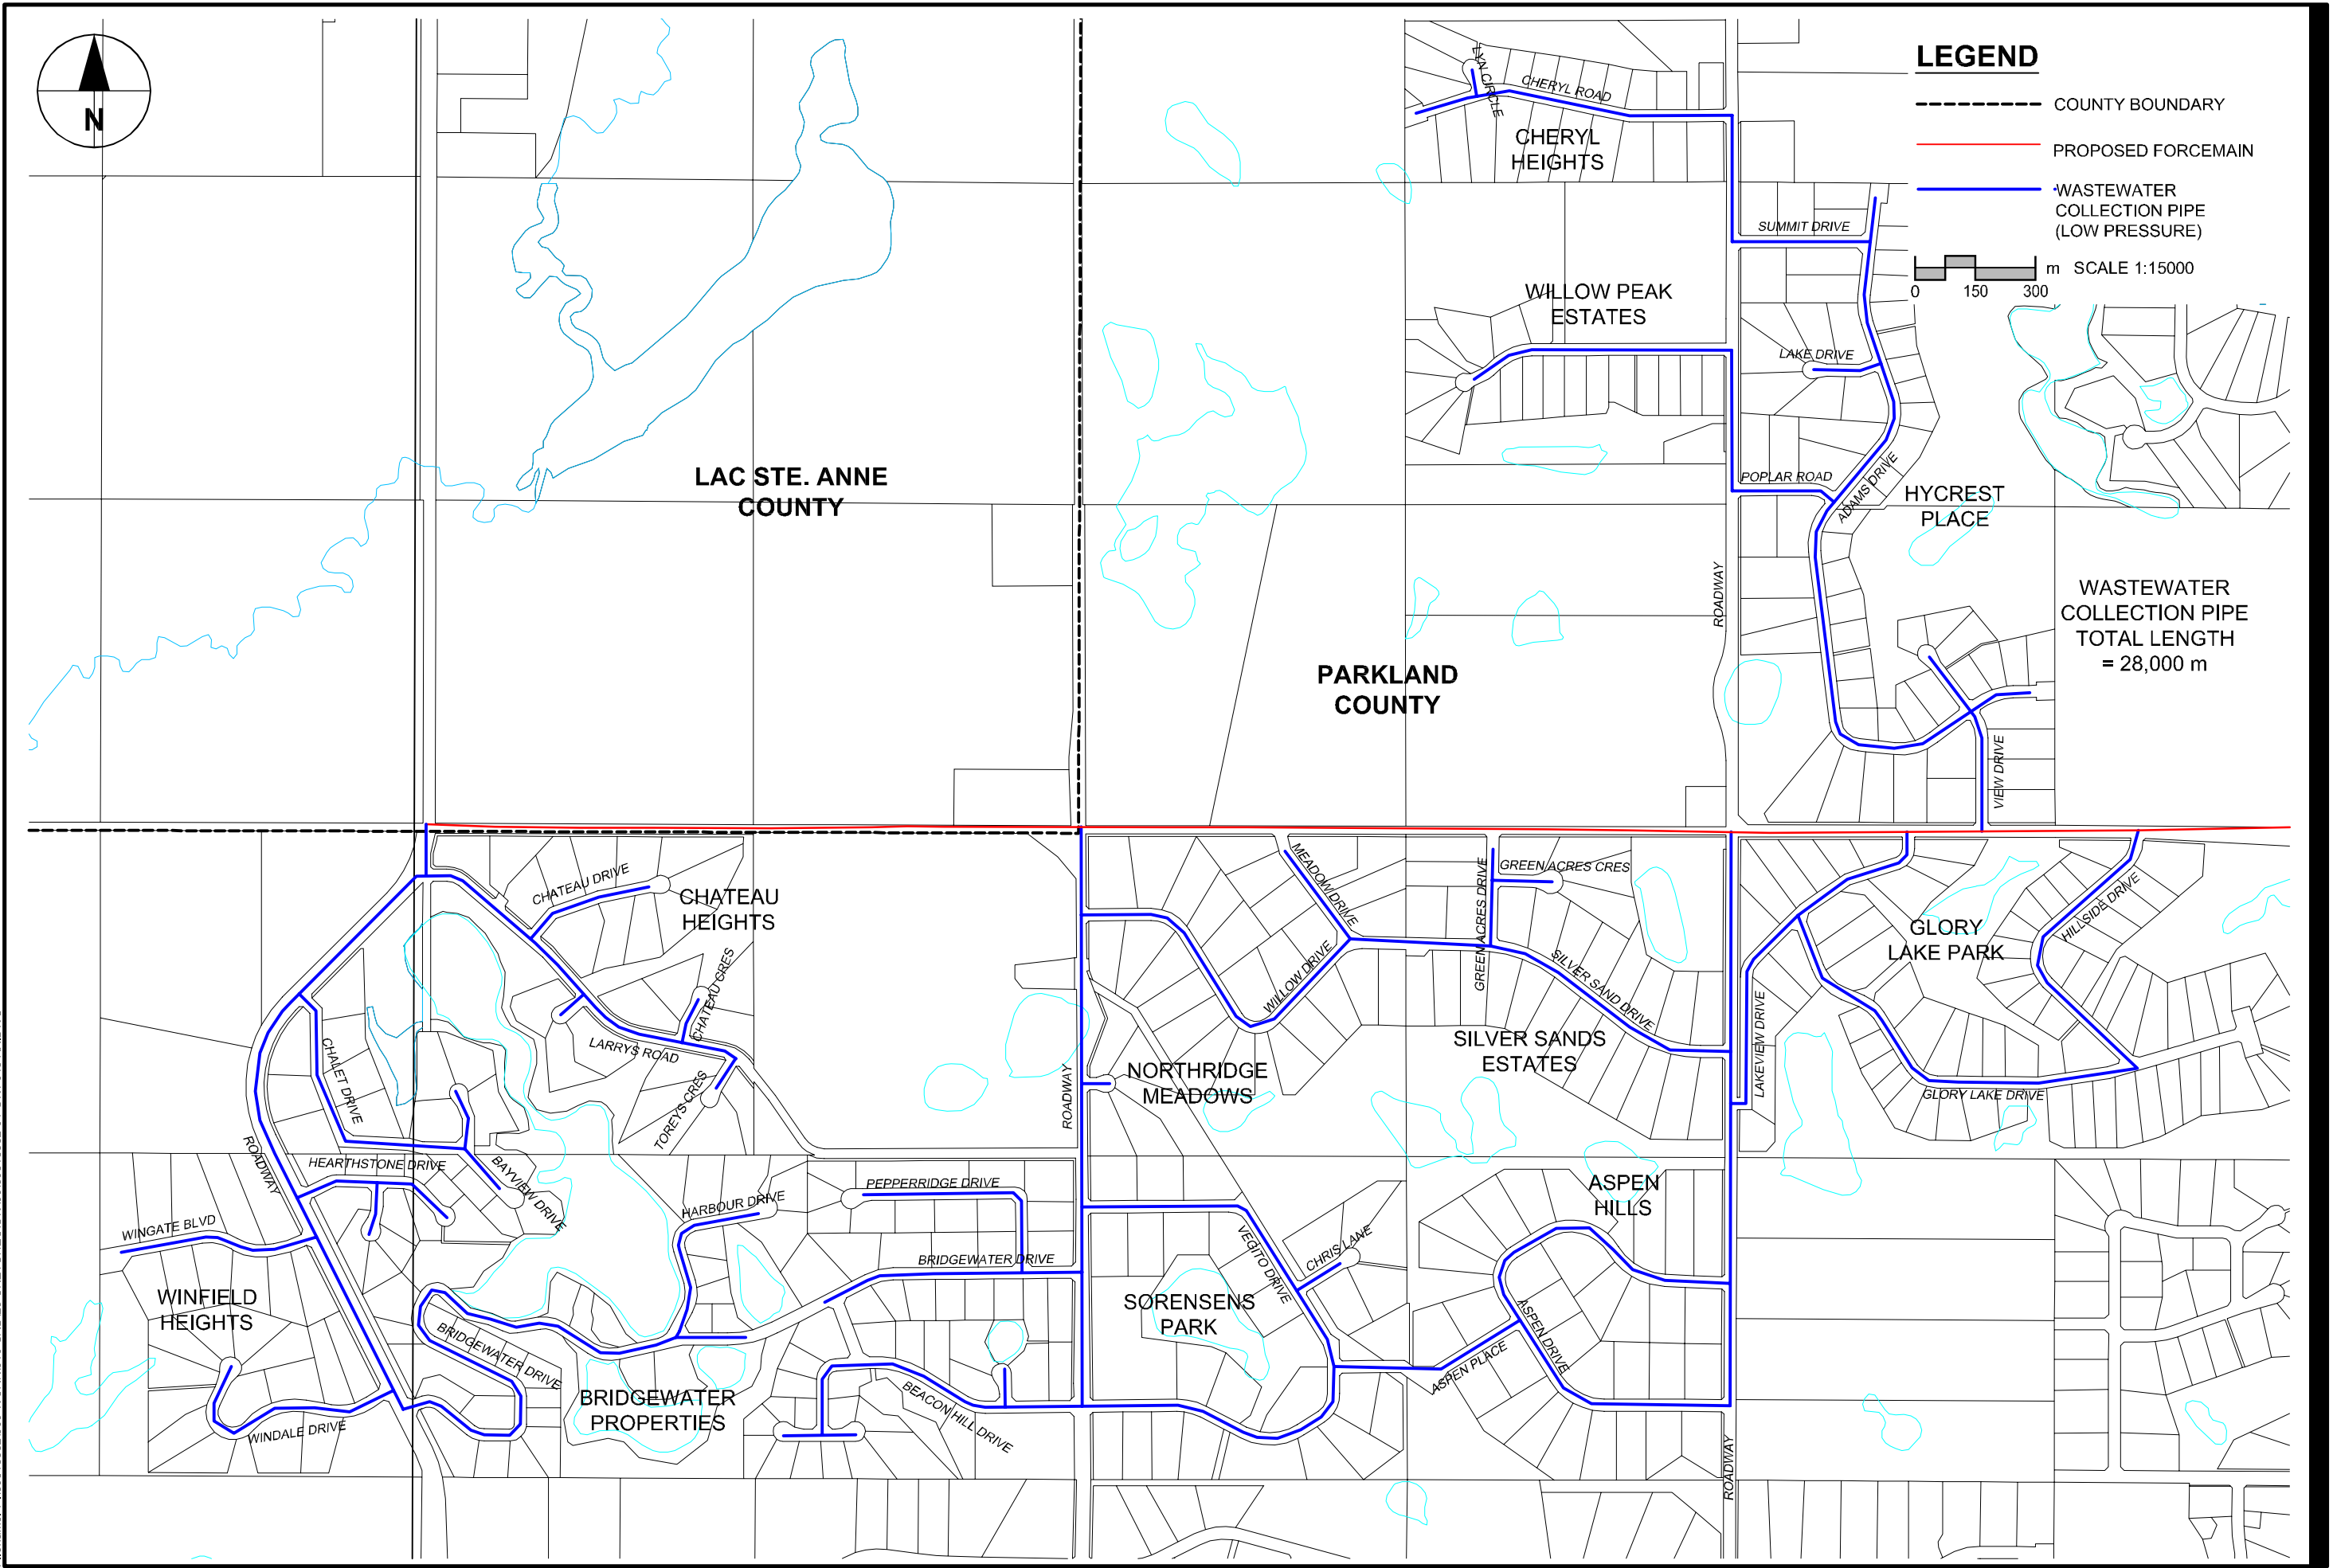 N
LEGEND
COUNTY BOUNDARY
PROPOSED FORCEMAIN
WASTEWATER
COLLECTION PIPE
(LOW PRESSURE)
m SCALE 1:15000
0 150 300
LYN CIRCLE
CHERYL ROAD
CHERYL
HEIGHTS
SUMMIT DRIVE
WILLOW PEAK
ESTATES
LAKE DRIVE
LAC STE. ANNE
COUNTY
POPLAR ROAD
ADAMS DRIVE
HYCREST
PLACE
ROADWAY
WASTEWATER
COLLECTION PIPE
TOTAL LENGTH
= 28,000 m
PARKLAND
COUNTY
VIEW DRIVE
CHATEAU DRIVE
CHATEAU
HEIGHTS
MEADOW DRIVE
GREEN ACRES DRIVE
GREEN ACRES CRES
HILLSIDE DRIVE
GLORY
LAKE PARK
CHATEAU CRES
WILLOW DRIVE
SILVER SAND DRIVE
LARRYS ROAD
CHALET DRIVE
SILVER SANDS
ESTATES
LAKEVIEW DRIVE
NORTHRIDGE
MEADOWS
ROADWAY
TOREYS CRES
GLORY LAKE DRIVE
ROADWAY
HEARTHSTONE DRIVE
BAYVIEW DRIVE
PEPPERRIDGE DRIVE
HARBOUR DRIVE
ASPEN
HILLS
WINGATE BLVD
BRIDGEWATER DRIVE
VEGITO DRIVE
CHRIS LANE
WINFIELD
HEIGHTS
SORENSENS
PARK
ASPEN DRIVE
BRIDGEWATER DRIVE
ASPEN PLACE
BRIDGEWATER
PROPERTIES
BEACON HILL DRIVE
WINDALE DRIVE
ROADWAY